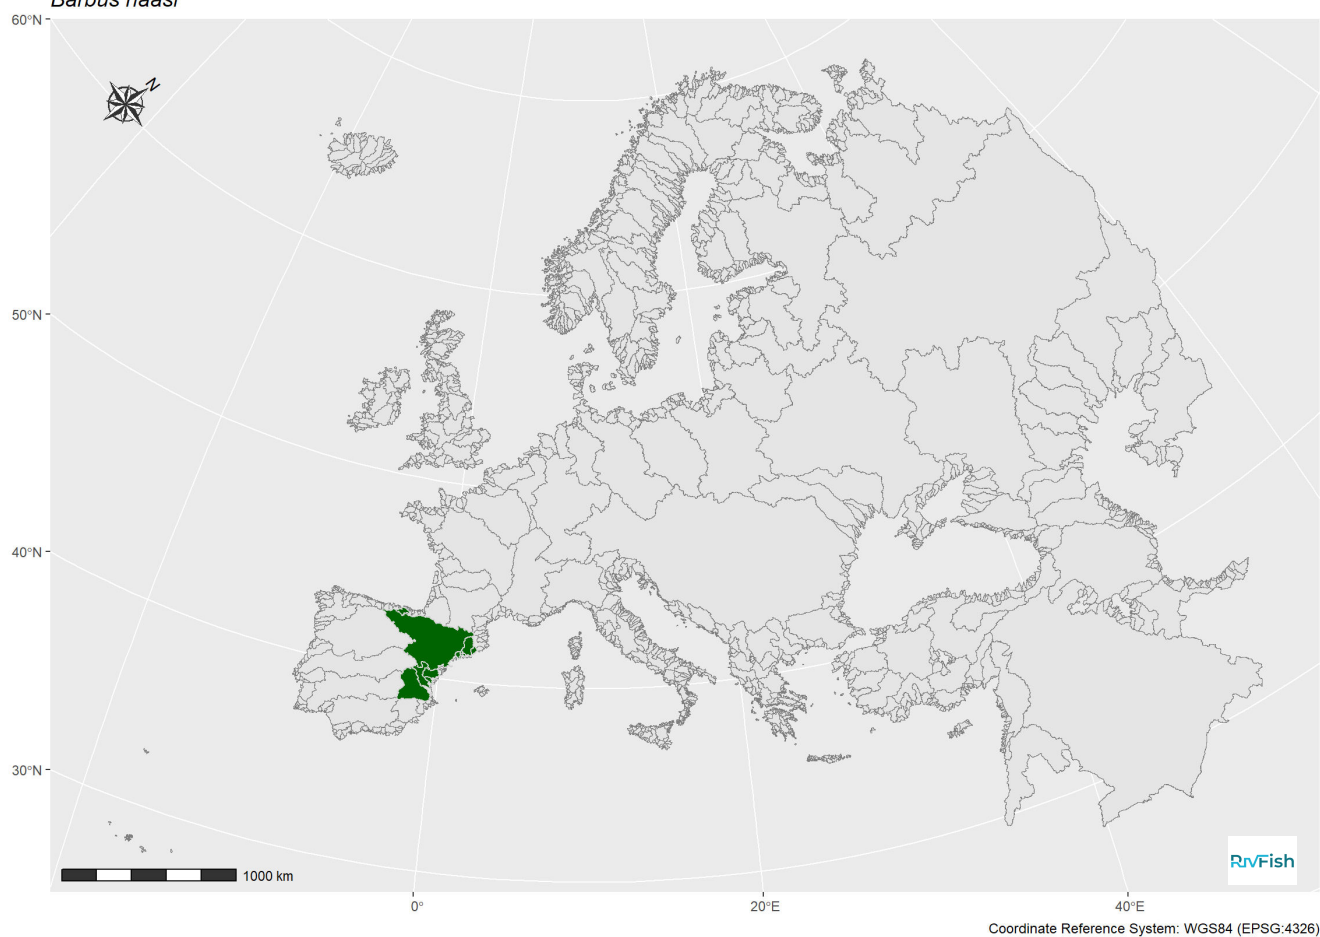 Barbus haasi
60°N
N
50°N
40°N
30°N
1000 km
RivFish
0°
20°E
40°E
Coordinate Reference System: WGS84 (EPSG:4326)